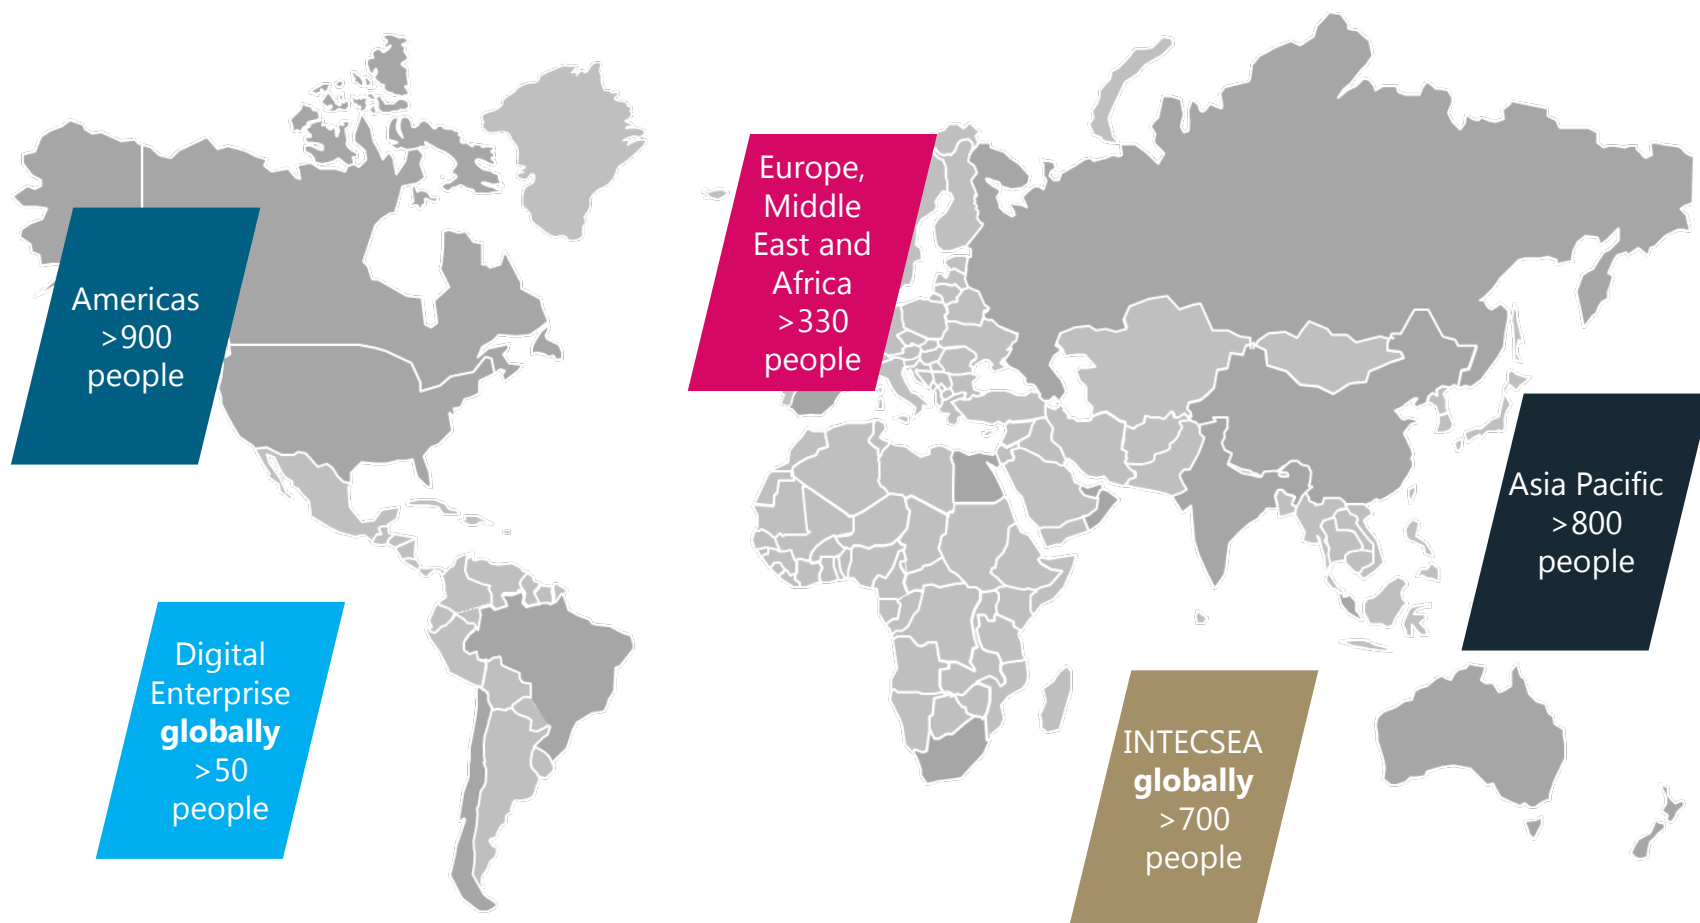 Europe,
Middle
East and
Africa
>330
people
Americas
>900
people
Asia Pacific
>800
people
Digital
Enterprise
globally
>50
people
INTECSEA
globally
>700
people